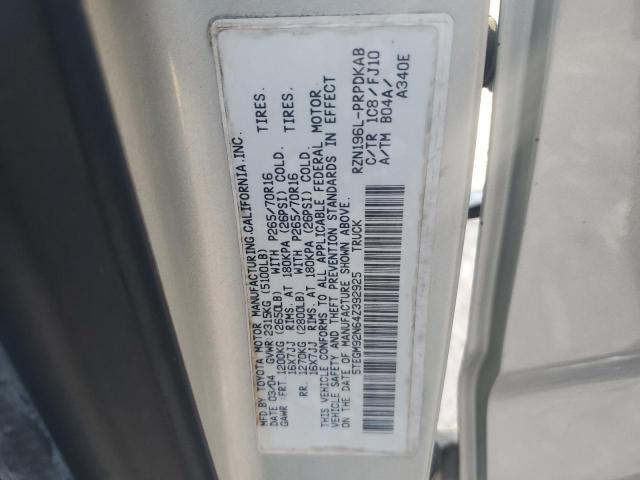 MFD.BY TOYOTA MOTOR MANUFACTURING,CALIFORNIA.INC.
DATE 03/04 GVWR 2315KG (5100LB)
GAWR FRT 1200KG (2650LB) WITH P265/70R16 TIRES.
16X7JJ RIMS. AT 180KPA (26PSI) COLD.
RR. 1270KG (2800LB) WITH P265/70R16 TIRES.
16X7JJ RIMS. AT 180KPA (26PSI) COLD.
THIS VEHICLE CONFORMS TO ALL APPLICABLE FEDERAL MOTOR
VEHICLE SAFETY AND THEFT PREVENTION STANDARDS IN EFFECT
ON THE DATE OF MANUFACTURE SHOWN ABOVE.
5TEGM92N64Z392925 TRUCK
RZN196L-PRPDKAB
C/TR 1C8/FJ10
A/TM B04A/
A340E